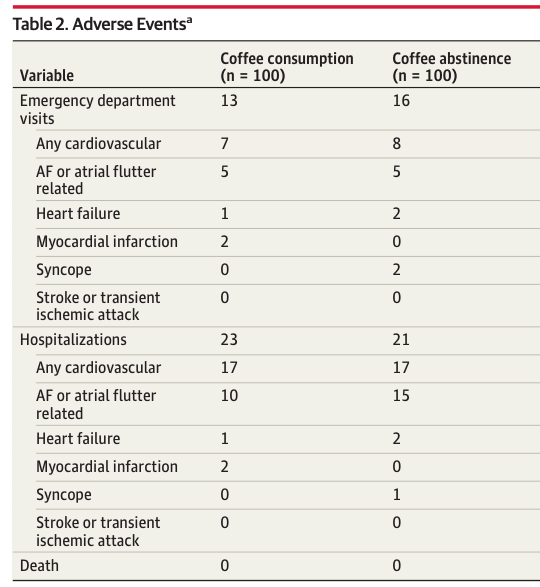 Table 2. Adverse Eventsᵃ
Variable Coffee consumption (n = 100) Coffee abstinence (n = 100)
Emergency department visits 13 16
Any cardiovascular 7 8
AF or atrial flutter related 5 5
Heart failure 1 2
Myocardial infarction 2 0
Syncope 0 2
Stroke or transient ischemic attack 0 0
Hospitalizations 23 21
Any cardiovascular 17 17
AF or atrial flutter related 10 15
Heart failure 1 2
Myocardial infarction 2 0
Syncope 0 1
Stroke or transient ischemic attack 0 0
Death 0 0